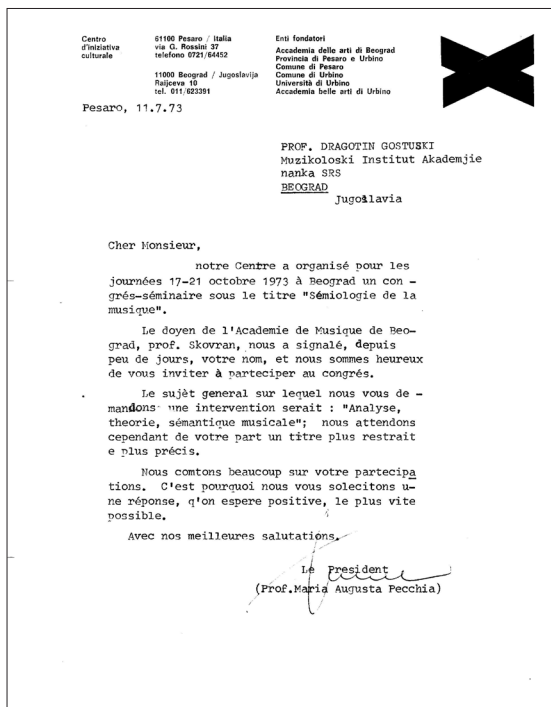 Centro
d'iniziativa
culturale
61100 Pesaro / Italia
via G. Rossini 37
telefono 0721/64452
11000 Beograd / Jugoslavija
Rajiceva 10
tel. 011/623391
Enti fondatori
Accademia delle arti di Beograd
Provincia di Pesaro e Urbino
Comune di Pesaro
Comune di Urbino
Università di Urbino
Accademia belle arti di Urbino
Pesaro, 11.7.73
PROF. DRAGOTIN GOSTUSKI
Muzikoloski Institut Akademjie
nanka SRS
BEOGRAD
Jugoslavia
Cher Monsieur,
notre Centre a organisé pour les
journées 17-21 octobre 1973 à Beograd un con -
grés-séminaire sous le titre "Sémiologie de la
musique".
Le doyen de l'Academie de Musique de Beo-
grad, prof. Skovran, nous a signalé, depuis
peu de jours, votre nom, et nous sommes heureux
de vous inviter à parteciper au congrés.
Le sujèt general sur lequel nous vous de -
mandons une intervention serait : "Analyse,
theorie, sémantique musicale"; nous attendons
cependant de votre part un titre plus restrait
e plus précis.
Nous comtons beaucoup sur votre partecipa
tions. C'est pourquoi nous vous solecitons u-
ne réponse, q'on espere positive, le plus vite
possible.
Avec nos meilleures salutations.
Le President
(Prof.Maria Augusta Pecchia)